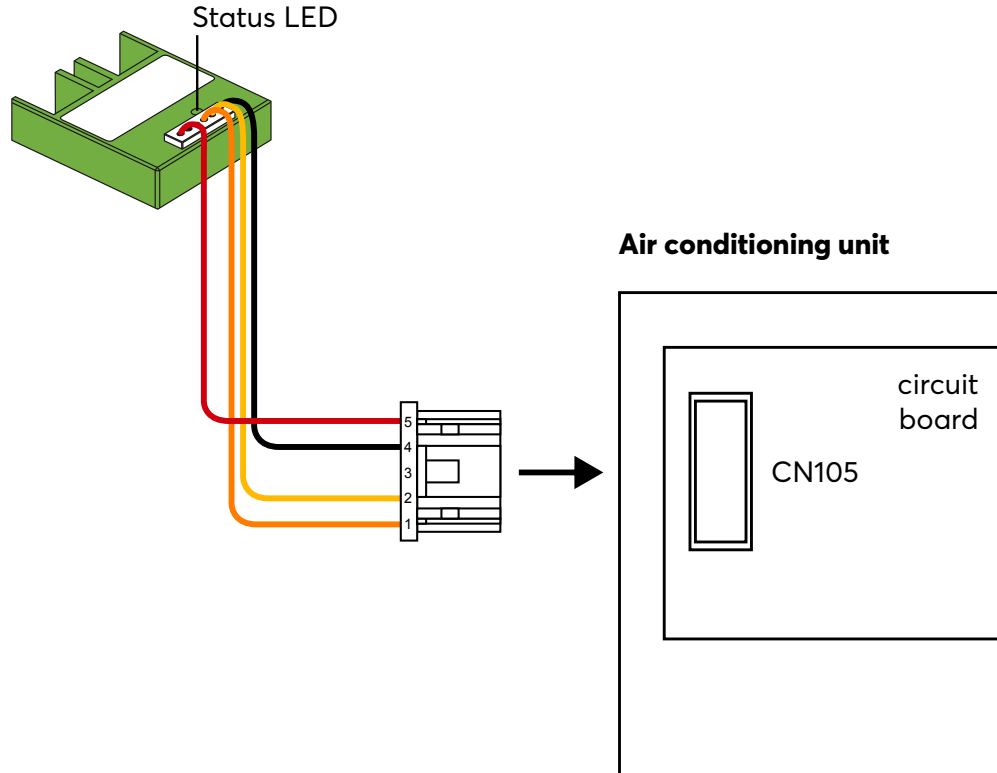 Status LED
Air conditioning unit
circuit
board
CN105
5
4
3
2
1